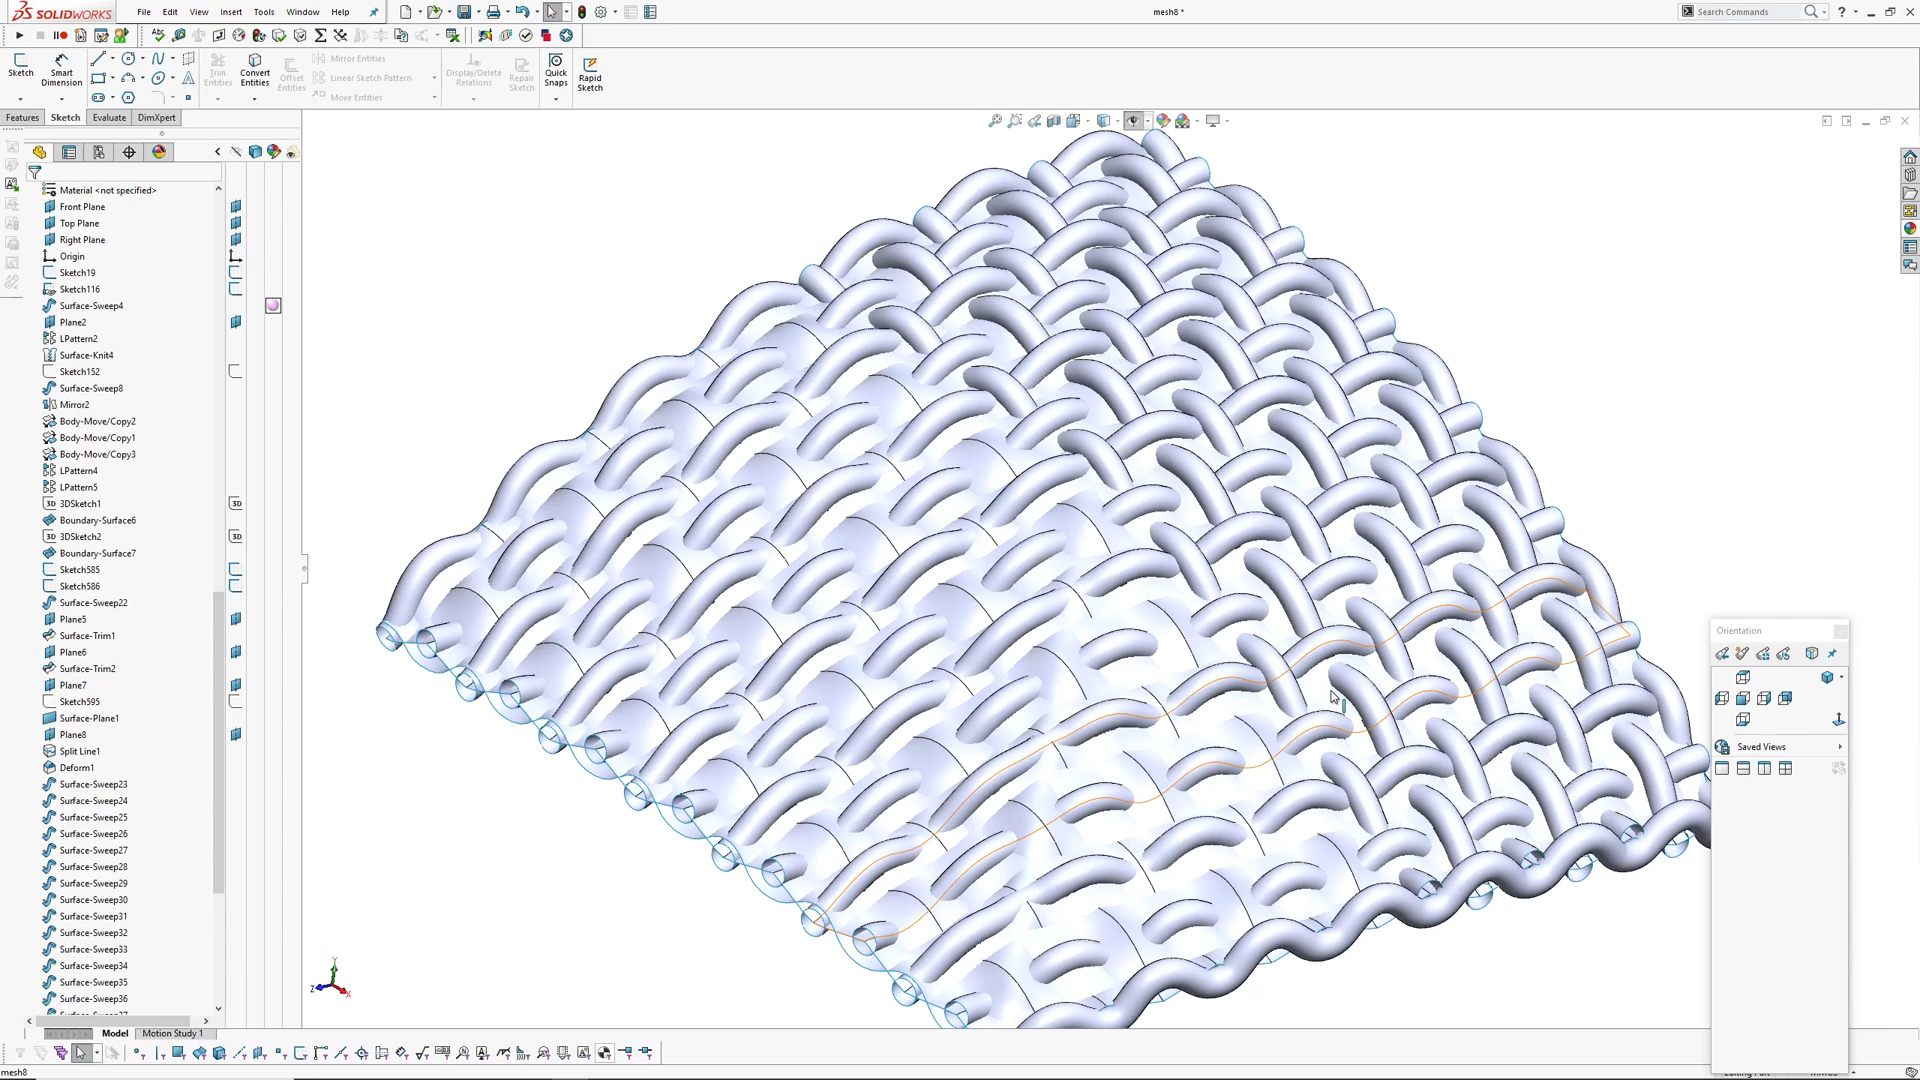 SOLIDWORKS
File Edit View Insert Tools Window Help
mesh8 *
Search Commands
Sketch
Smart Dimension
Trim Entities
Convert Entities
Offset Entities
Mirror Entities
Linear Sketch Pattern
Move Entities
Display/Delete Relations
Repair Sketch
Quick Snaps
Rapid Sketch
Features Sketch Evaluate DimXpert
Material <not specified>
Front Plane
Top Plane
Right Plane
Origin
Sketch19
Sketch116
Surface-Sweep4
Plane2
LPattern2
Surface-Knit4
Sketch152
Surface-Sweep8
Mirror2
Body-Move/Copy2
Body-Move/Copy1
Body-Move/Copy3
LPattern4
LPattern5
3D 3DSketch1 3D
Boundary-Surface6
3D 3DSketch2 3D
Boundary-Surface7
Sketch585
Sketch586
Surface-Sweep22
Plane5
Surface-Trim1
Plane6
Surface-Trim2
Plane7
Sketch595
Surface-Plane1
Plane8
Split Line1
Deform1
Surface-Sweep23
Surface-Sweep24
Surface-Sweep25
Surface-Sweep26
Surface-Sweep27
Surface-Sweep28
Surface-Sweep29
Surface-Sweep30
Surface-Sweep31
Surface-Sweep32
Surface-Sweep33
Surface-Sweep34
Surface-Sweep35
Surface-Sweep36
Orientation
Saved Views
Y
Z
X
Model Motion Study 1
mesh8